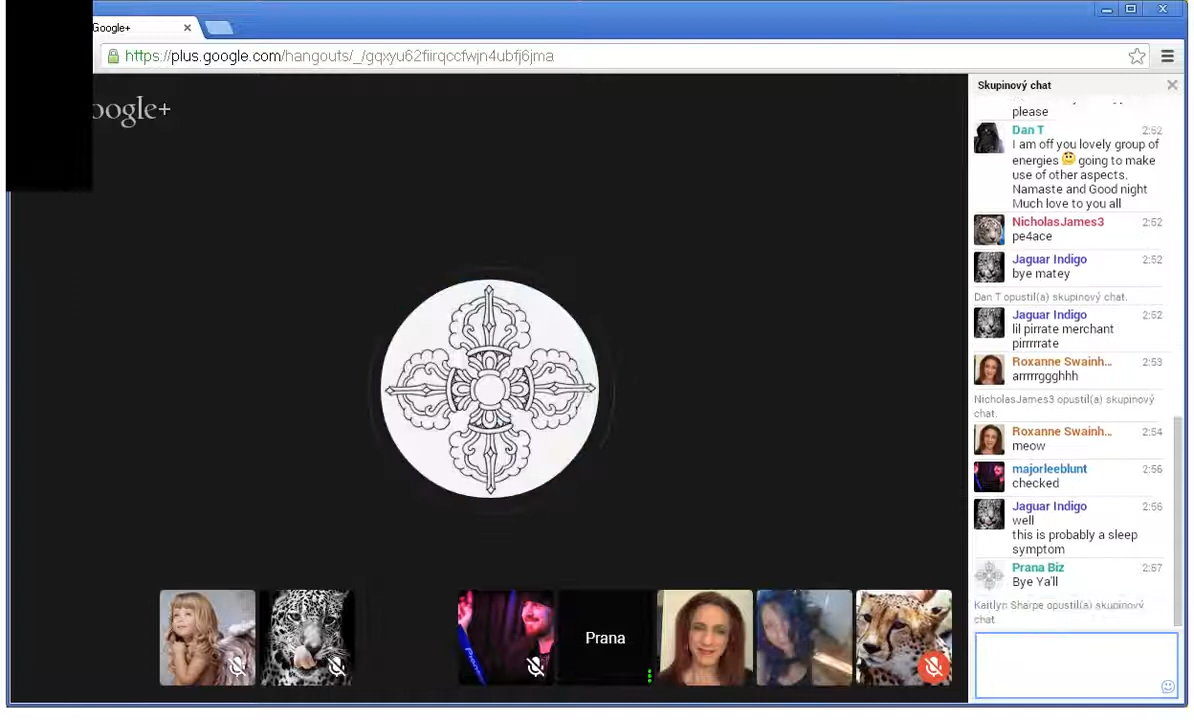 Google+
https://plus.google.com/hangouts/_/gqxyu62fiirqccfwjn4ubfj6jma
oogle+
Skupinový chat
please
Dan T 2:52
I am off you lovely group of
energies going to make
use of other aspects.
Namaste and Good night
Much love to you all
NicholasJames3 2:52
pe4ace
Jaguar Indigo 2:52
bye matey
Dan T opustil(a) skupinový chat.
Jaguar Indigo 2:52
lil pirrate merchant
pirrrrate
Roxanne Swainh... 2:53
arrrrrggghhh
NicholasJames3 opustil(a) skupinový
chat.
Roxanne Swainh... 2:54
meow
majorleeblunt 2:56
checked
Jaguar Indigo 2:56
well
this is probably a sleep
symptom
Prana Biz 2:57
Bye Ya'll
Kaitlyn Sharpe opustil(a) skupinový
chat.
Prana